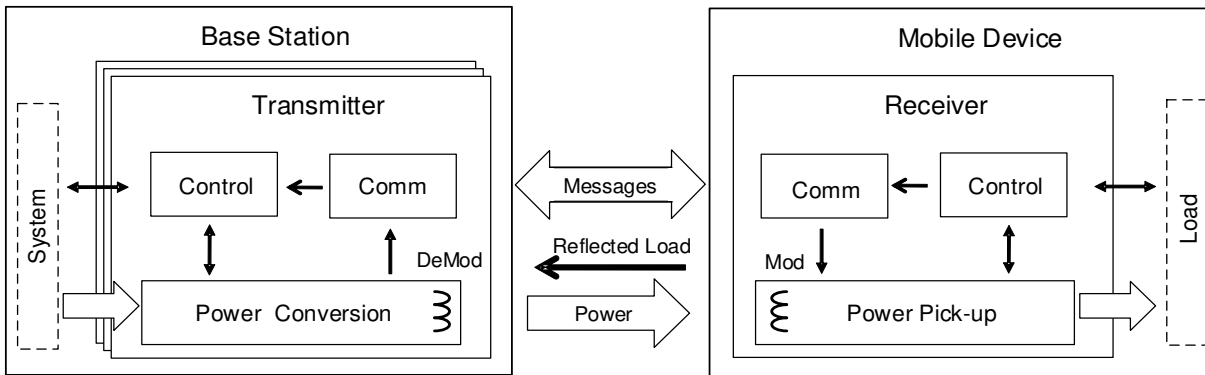 Base Station
Mobile Device
Transmitter
Receiver
System
Control
Comm
Messages
Comm
Control
Load
Reflected Load
DeMod
Mod
Power Conversion
Power
Power Pick-up